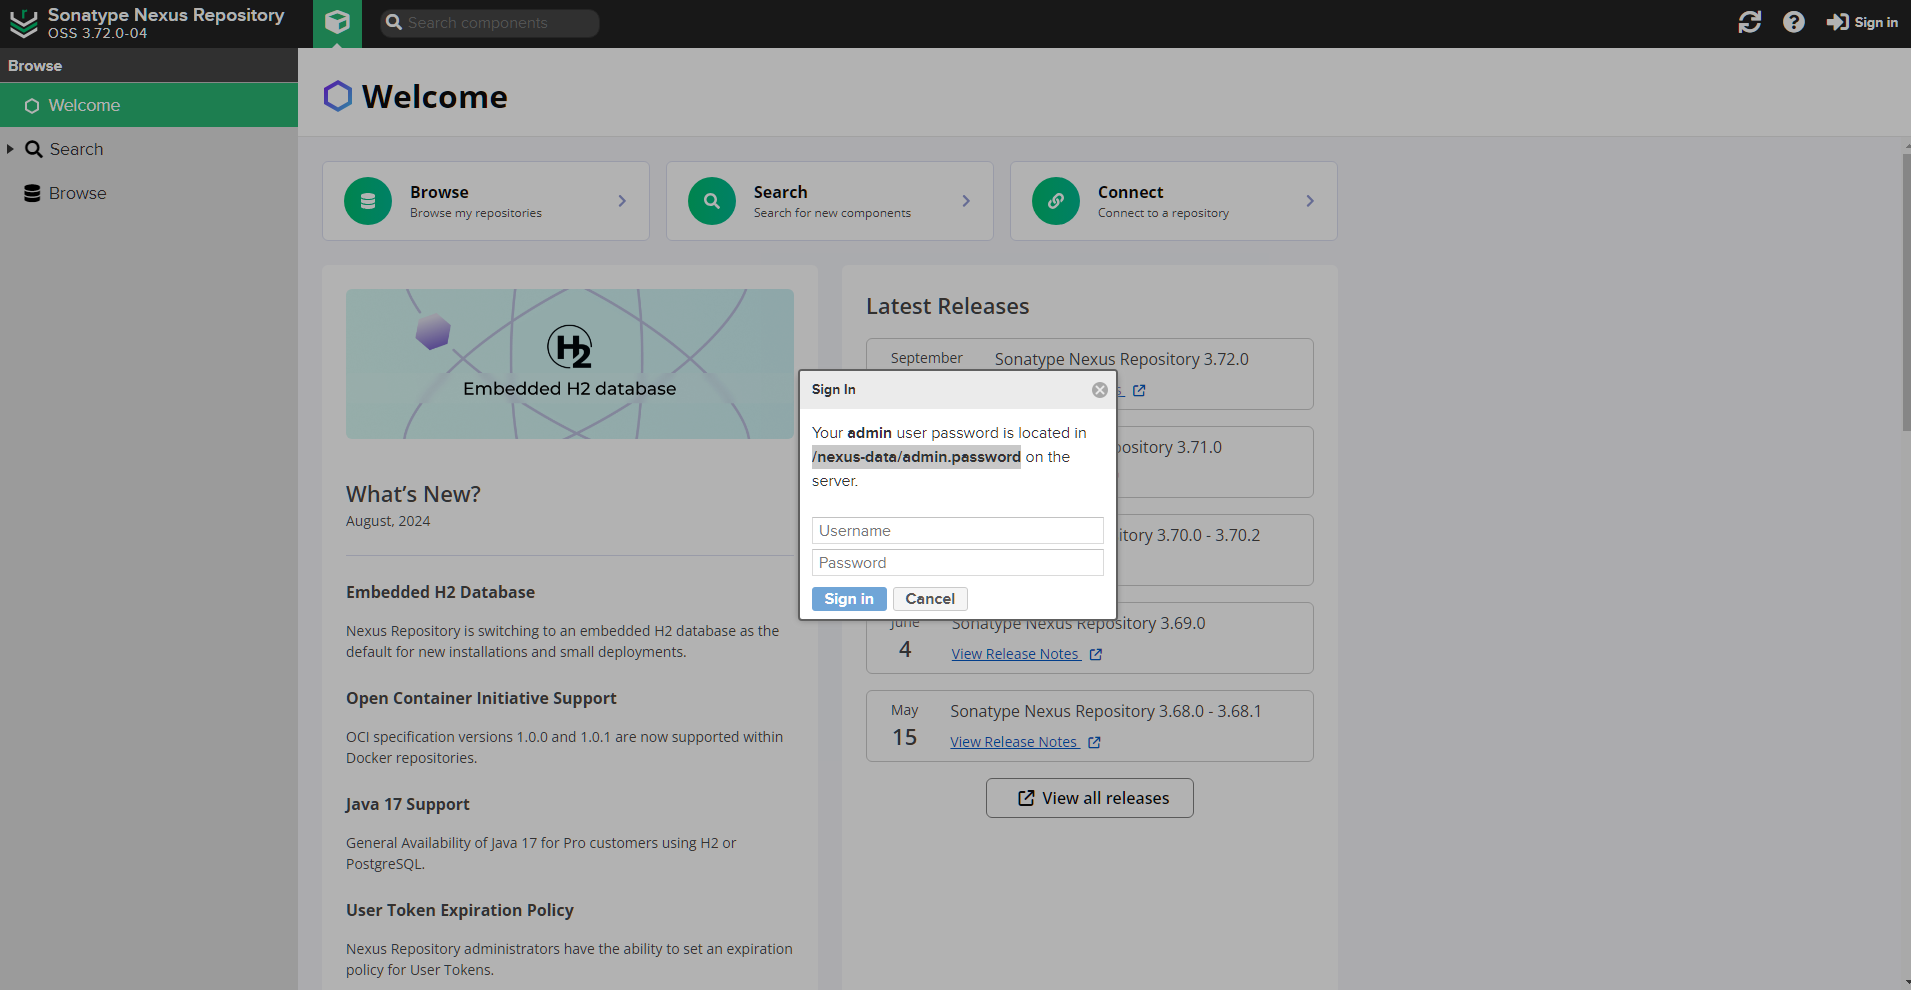 Sonatype Nexus Repository
OSS 3.72.0-04
Search components
Sign in
Browse
Welcome
Search
Browse
Welcome
Browse
Browse my repositories
Search
Search for new components
Connect
Connect to a repository
H2
Embedded H2 database
What's New?
August, 2024
Embedded H2 Database
Nexus Repository is switching to an embedded H2 database as the
default for new installations and small deployments.
Open Container Initiative Support
OCI specification versions 1.0.0 and 1.0.1 are now supported within
Docker repositories.
Java 17 Support
General Availability of Java 17 for Pro customers using H2 or
PostgreSQL.
User Token Expiration Policy
Nexus Repository administrators have the ability to set an expiration
policy for User Tokens.
Latest Releases
September
Sonatype Nexus Repository 3.72.0
ository 3.71.0
itory 3.70.0 - 3.70.2
June
4
Sonatype Nexus Repository 3.69.0
View Release Notes
May
15
Sonatype Nexus Repository 3.68.0 - 3.68.1
View Release Notes
View all releases
Sign In
Your admin user password is located in
/nexus-data/admin.password on the
server.
Username
Password
Sign in
Cancel